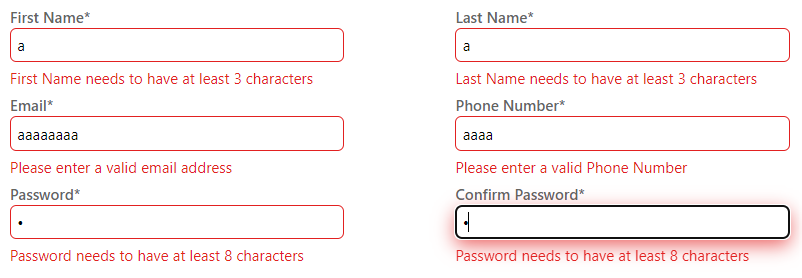 First Name*
Last Name*
a
a
First Name needs to have at least 3 characters
Last Name needs to have at least 3 characters
Email*
Phone Number*
aaaaaaaa
aaaa
Please enter a valid email address
Please enter a valid Phone Number
Password*
Confirm Password*
•
•
Password needs to have at least 8 characters
Password needs to have at least 8 characters